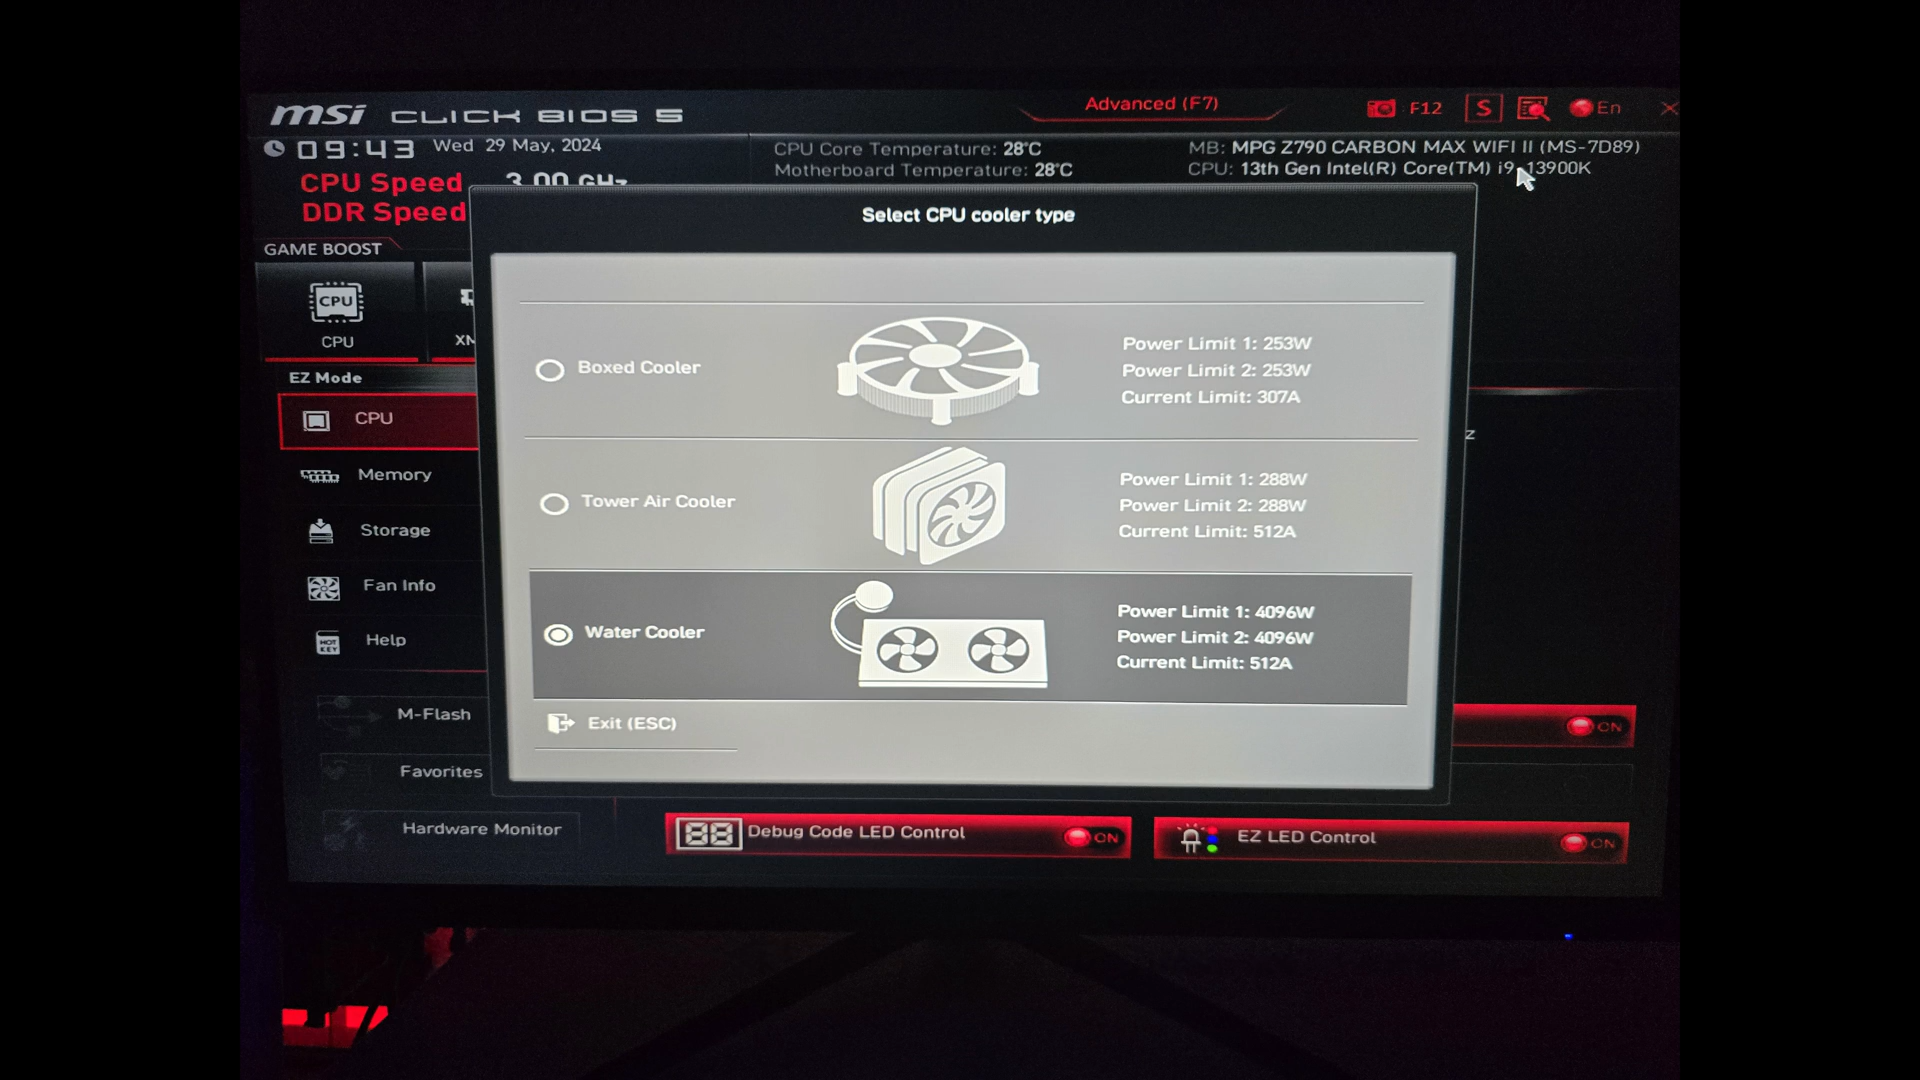 msi CLICK BIOS 5
Advanced (F7)
F12
S
En
X
09:43 Wed 29 May, 2024
CPU Core Temperature: 28°C
Motherboard Temperature: 28°C
MB: MPG Z790 CARBON MAX WIFI II (MS-7D89)
CPU: 13th Gen Intel(R) Core(TM) i9-13900K
CPU Speed 3.00 GHz
DDR Speed
GAME BOOST
CPU
CPU
EZ Mode
CPU
Memory
Storage
Fan Info
HOT KEY
Help
M-Flash
Favorites
Hardware Monitor
Select CPU cooler type
Boxed Cooler
Power Limit 1: 253W
Power Limit 2: 253W
Current Limit: 307A
Tower Air Cooler
Power Limit 1: 288W
Power Limit 2: 288W
Current Limit: 512A
Water Cooler
Power Limit 1: 4096W
Power Limit 2: 4096W
Current Limit: 512A
Exit (ESC)
z
ON
88 Debug Code LED Control ON
EZ LED Control ON